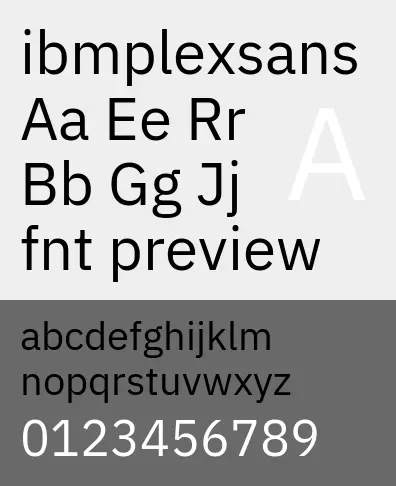 ibmplexsans
Aa Ee Rr
A
Bb Gg Jj
fnt preview
abcdefghijklm
nopqrstuvwxyz
0123456789